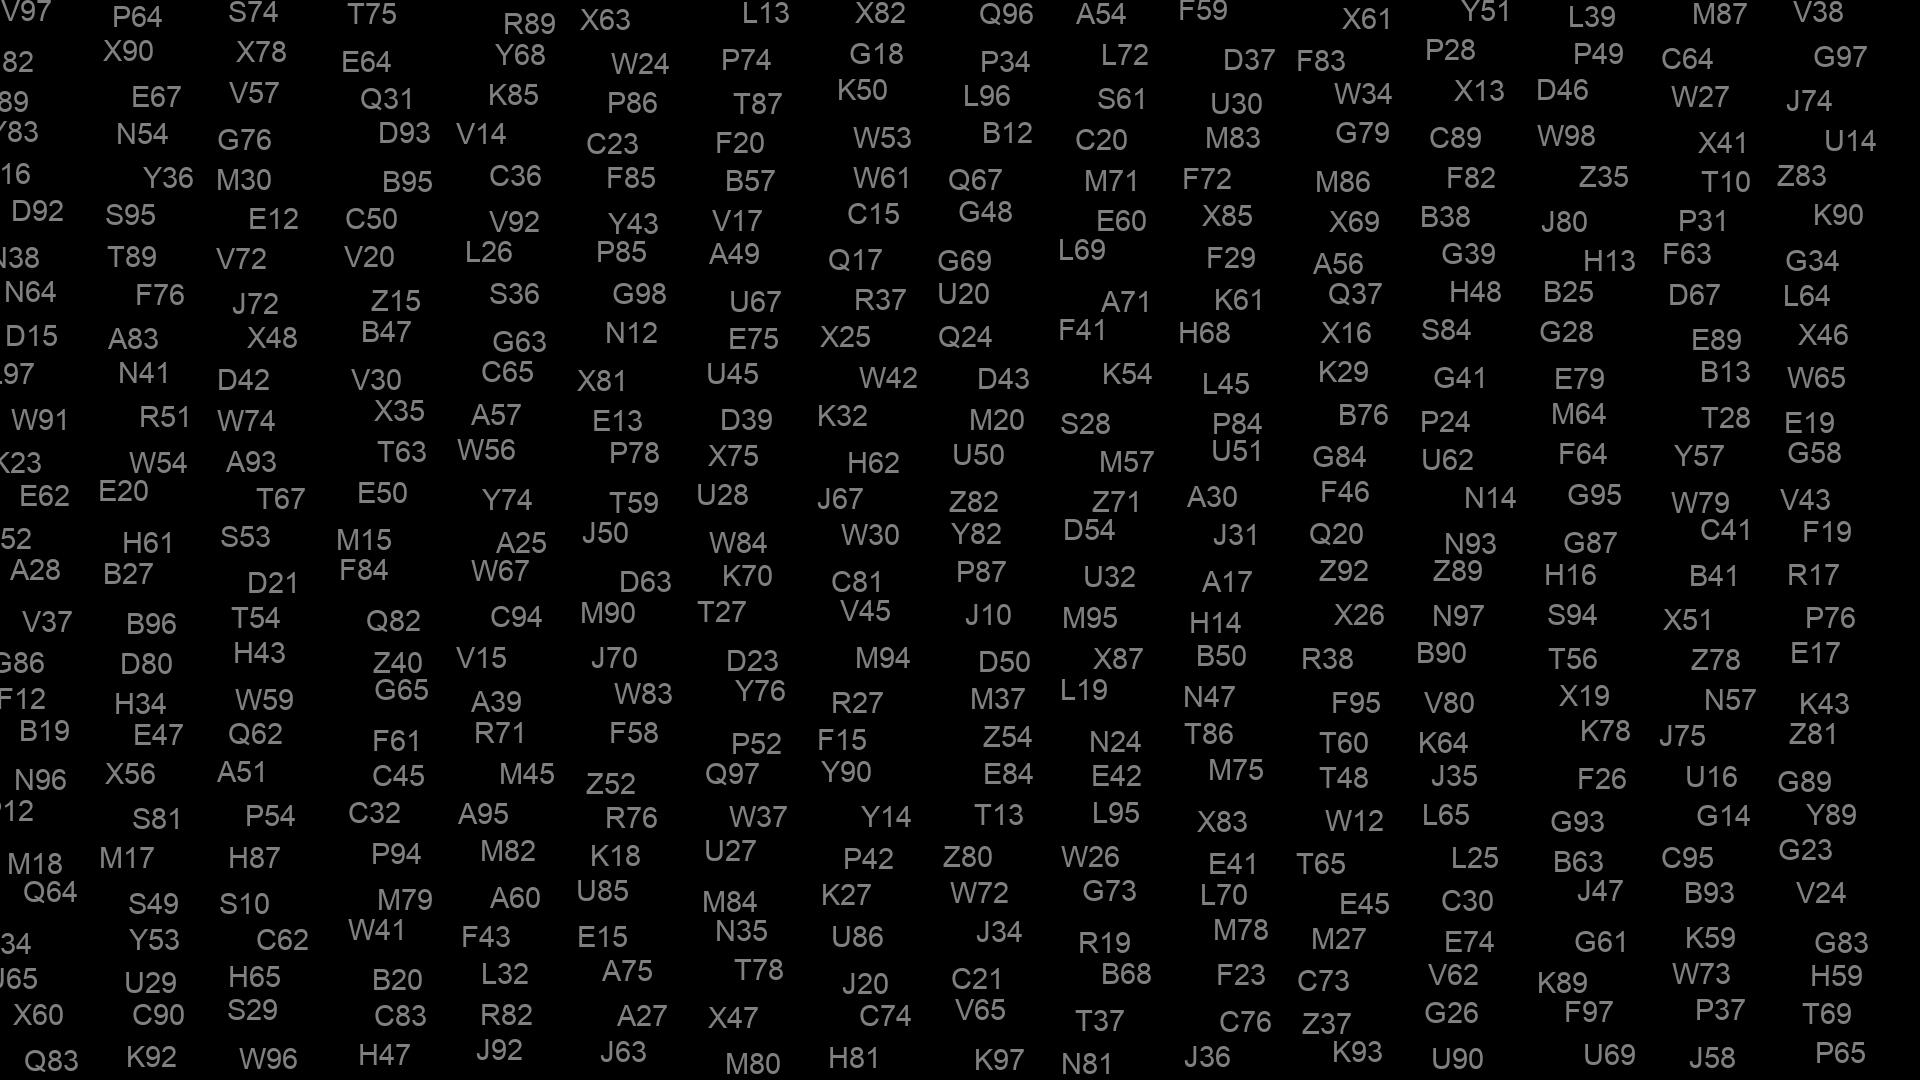 V97 P64 S74 T75 R89 X63 L13 X82 Q96 A54 F59 X61 Y51 L39 M87 V38
82 X90 X78 E64 Y68 W24 P74 G18 P34 L72 D37 F83 P28 P49 C64 G97
89 E67 V57 Q31 K85 P86 T87 K50 L96 S61 U30 W34 X13 D46 W27 J74
Y83 N54 G76 D93 V14 C23 F20 W53 B12 C20 M83 G79 C89 W98 X41 U14
16 Y36 M30 B95 C36 F85 B57 W61 Q67 M71 F72 M86 F82 Z35 T10 Z83
D92 S95 E12 C50 V92 Y43 V17 C15 G48 E60 X85 X69 B38 J80 P31 K90
N38 T89 V72 V20 L26 P85 A49 Q17 G69 L69 F29 A56 G39 H13 F63 G34
N64 F76 J72 Z15 S36 G98 U67 R37 U20 A71 K61 Q37 H48 B25 D67 L64
D15 A83 X48 B47 G63 N12 E75 X25 Q24 F41 H68 X16 S84 G28 E89 X46
97 N41 D42 V30 C65 X81 U45 W42 D43 K54 L45 K29 G41 E79 B13 W65
W91 R51 W74 X35 A57 E13 D39 K32 M20 S28 P84 B76 P24 M64 T28 E19
K23 W54 A93 T63 W56 P78 X75 H62 U50 M57 U51 G84 U62 F64 Y57 G58
E62 E20 T67 E50 Y74 T59 U28 J67 Z82 Z71 A30 F46 N14 G95 W79 V43
52 H61 S53 M15 A25 J50 W84 W30 Y82 D54 J31 Q20 N93 G87 C41 F19
A28 B27 D21 F84 W67 D63 K70 C81 P87 U32 A17 Z92 Z89 H16 B41 R17
V37 B96 T54 Q82 C94 M90 T27 V45 J10 M95 H14 X26 N97 S94 X51 P76
G86 D80 H43 Z40 V15 J70 D23 M94 D50 X87 B50 R38 B90 T56 Z78 E17
F12 H34 W59 G65 A39 W83 Y76 R27 M37 L19 N47 F95 V80 X19 N57 K43
B19 E47 Q62 F61 R71 F58 P52 F15 Z54 N24 T86 T60 K64 K78 J75 Z81
N96 X56 A51 C45 M45 Z52 Q97 Y90 E84 E42 M75 T48 J35 F26 U16 G89
12 S81 P54 C32 A95 R76 W37 Y14 T13 L95 X83 W12 L65 G93 G14 Y89
M18 M17 H87 P94 M82 K18 U27 P42 Z80 W26 E41 T65 L25 B63 C95 G23
Q64 S49 S10 M79 A60 U85 M84 K27 W72 G73 L70 E45 C30 J47 B93 V24
34 Y53 C62 W41 F43 E15 N35 U86 J34 R19 M78 M27 E74 G61 K59 G83
65 U29 H65 B20 L32 A75 T78 J20 C21 B68 F23 C73 V62 K89 W73 H59
X60 C90 S29 C83 R82 A27 X47 C74 V65 T37 C76 Z37 G26 F97 P37 T69
Q83 K92 W96 H47 J92 J63 M80 H81 K97 N81 J36 K93 U90 U69 J58 P65